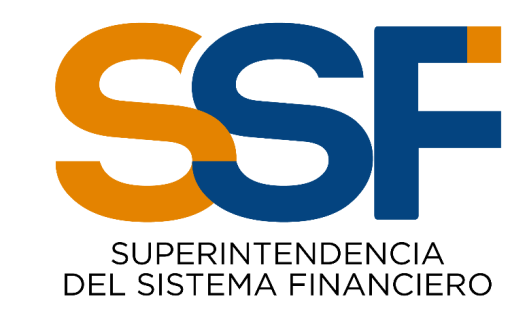 SSF
SUPERINTENDENCIA
DEL SISTEMA FINANCIERO